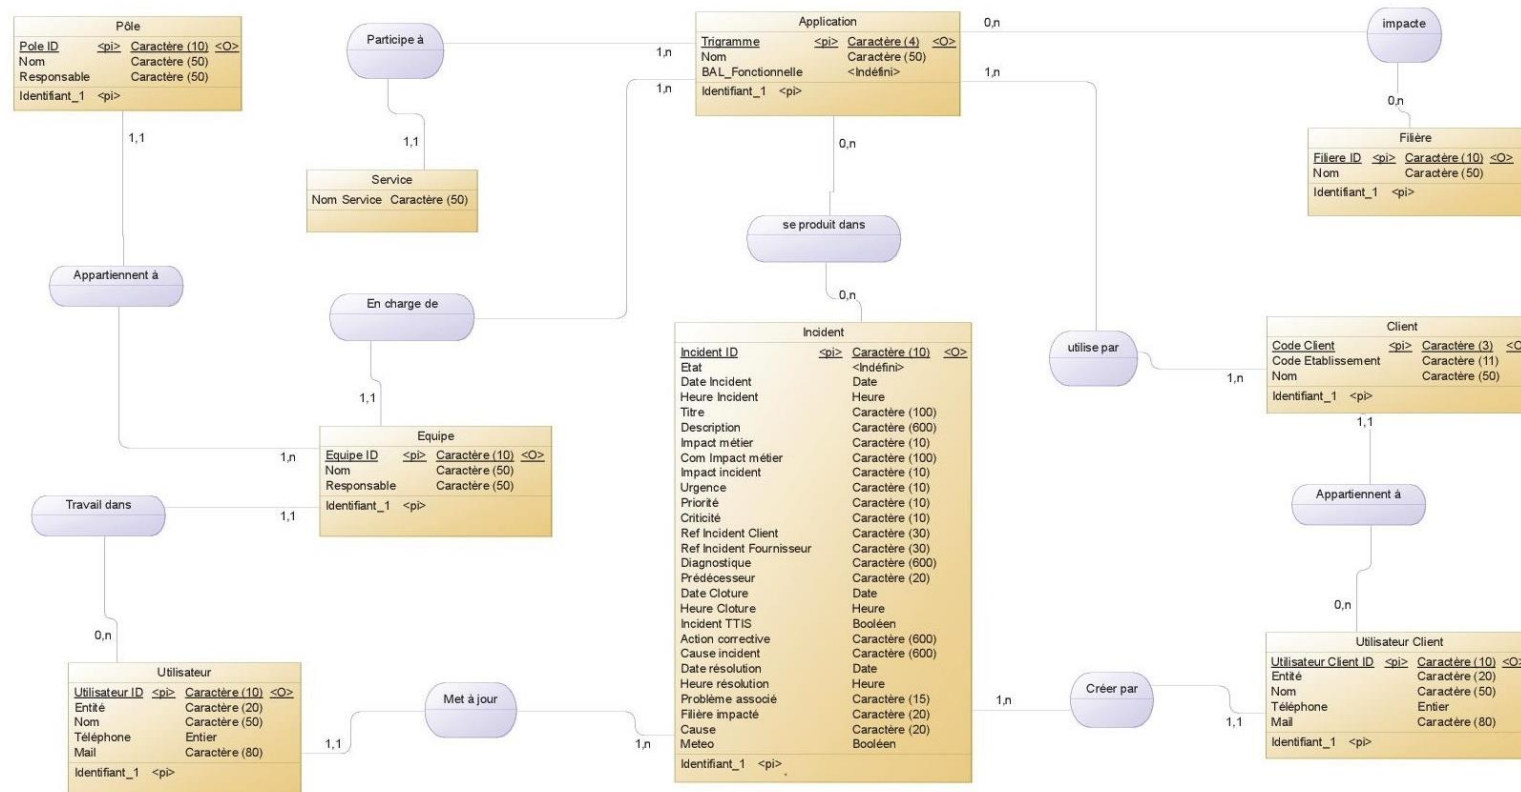 Pôle
Pole ID <pi> Caractère (10) <O>
Nom Caractère (50)
Responsable Caractère (50)
Identifiant_1 <pi>
Participe à
1,n
Application
Trigramme <pi> Caractère (4) <O>
Nom Caractère (50)
BAL_Fonctionnelle <Indéfini>
Identifiant_1 <pi>
0,n
impacte
1,n
1,n
0,n
1,1
1,1
0,n
Filière
Filiere ID <pi> Caractère (10) <O>
Nom Caractère (50)
Identifiant_1 <pi>
Service
Nom Service Caractère (50)
se produit dans
Appartiennent à
En charge de
0,n
utilise par
1,n
Client
Code Client <pi> Caractère (3)
Code Etablissement Caractère (11)
Nom Caractère (50)
Identifiant_1 <pi>
1,1
1,1
Incident
Incident ID <pi> Caractère (10) <O>
Etat <Indéfini>
Date Incident Date
Heure Incident Heure
Titre Caractère (100)
Description Caractère (600)
Impact métier Caractère (10)
Com Impact métier Caractère (100)
Impact incident Caractère (10)
Urgence Caractère (10)
Priorité Caractère (10)
Criticité Caractère (10)
Ref Incident Client Caractère (30)
Ref Incident Fournisseur Caractère (30)
Diagnostique Caractère (600)
Prédécesseur Caractère (20)
Date Cloture Date
Heure Cloture Heure
Incident TTIS Booléen
Action corrective Caractère (600)
Cause incident Caractère (600)
Date résolution Date
Heure résolution Heure
Problème associé Caractère (15)
Filière impacté Caractère (20)
Cause Caractère (20)
Meteo Booléen
Identifiant_1 <pi>
1,n
Equipe
Equipe ID <pi> Caractère (10) <O>
Nom Caractère (50)
Responsable Caractère (50)
Identifiant_1 <pi>
Travail dans
1,1
Appartiennent à
0,n
0,n
Utilisateur
Utilisateur ID <pi> Caractère (10) <O>
Entité Caractère (20)
Nom Caractère (50)
Téléphone Entier
Mail Caractère (80)
Identifiant_1 <pi>
Met à jour
1,1
1,n
1,n
Créer par
1,1
Utilisateur Client
Utilisateur Client ID <pi> Caractère (10) <O>
Entité Caractère (20)
Nom Caractère (50)
Téléphone Entier
Mail Caractère (80)
Identifiant_1 <pi>